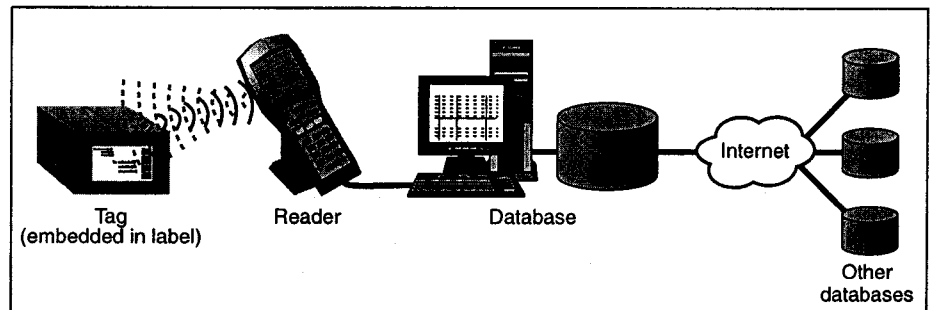 Internet
Tag
(embedded in label)
Reader
Database
Other
databases